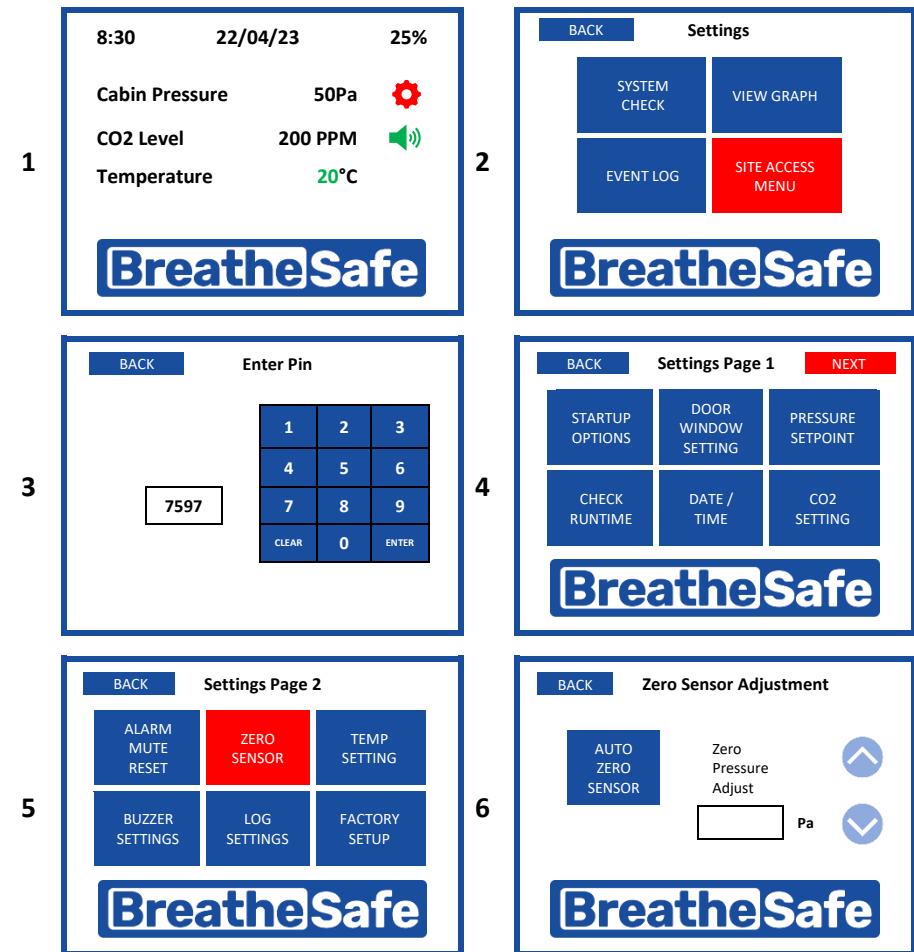 1
8:30 22/04/23 25%
Cabin Pressure 50Pa
CO2 Level 200 PPM
Temperature 20°C
BreatheSafe
2
BACK Settings
SYSTEM
CHECK
VIEW GRAPH
EVENT LOG
SITE ACCESS
MENU
BreatheSafe
3
BACK Enter Pin
7597
1 2 3
4 5 6
7 8 9
CLEAR 0 ENTER
4
BACK Settings Page 1 NEXT
STARTUP
OPTIONS
DOOR
WINDOW
SETTING
PRESSURE
SETPOINT
CHECK
RUNTIME
DATE /
TIME
CO2
SETTING
BreatheSafe
5
BACK Settings Page 2
ALARM
MUTE
RESET
ZERO
SENSOR
TEMP
SETTING
BUZZER
SETTINGS
LOG
SETTINGS
FACTORY
SETUP
BreatheSafe
6
BACK Zero Sensor Adjustment
AUTO
ZERO
SENSOR
Zero
Pressure
Adjust
Pa
BreatheSafe